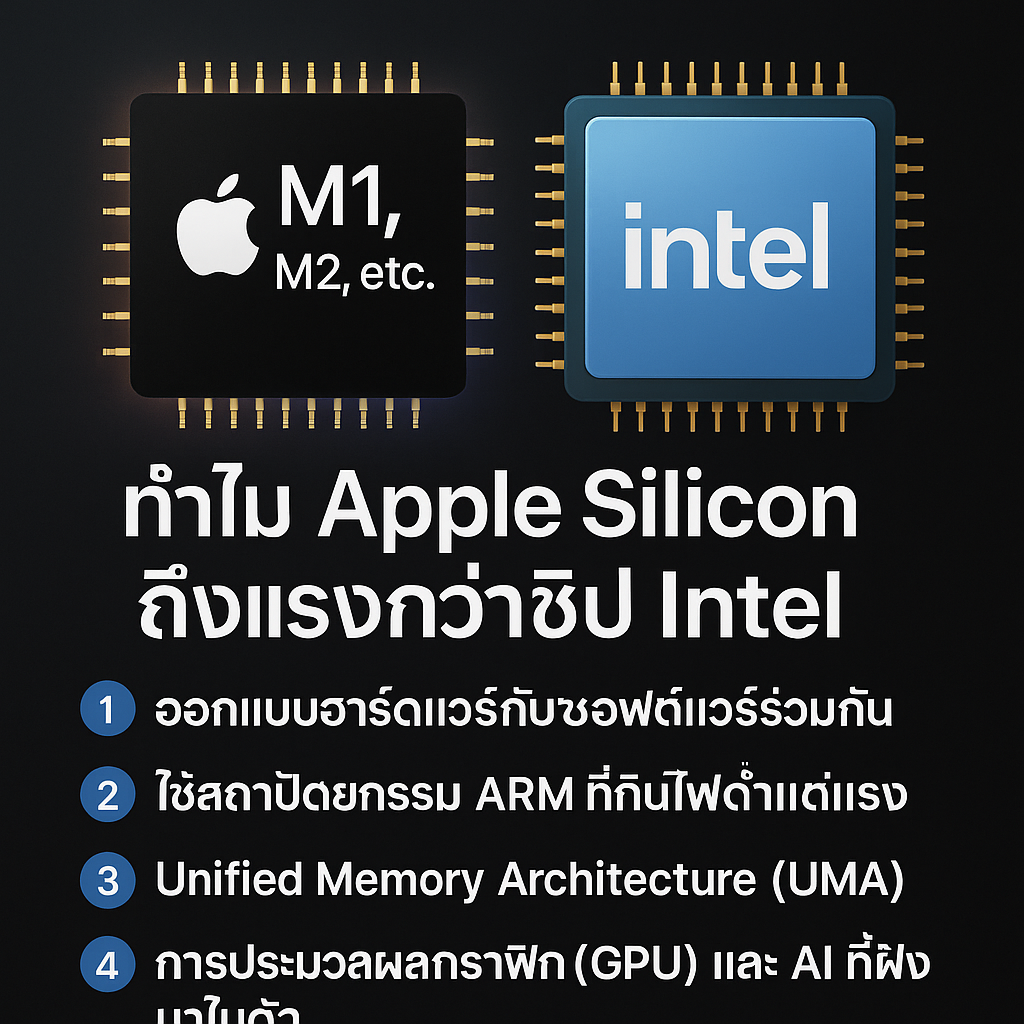 M1,
M2, etc.
intel
ทำไม Apple Silicon
ถึงแรงกว่าชิป Intel
1 ออกแบบฮาร์ดแวร์กับซอฟต์แวร์ร่วมกัน
2 ใช้สถาปัตยกรรม ARM ที่กินไฟด่ำแต่แรง
3 Unified Memory Architecture (UMA)
4 การประมวลผลกราฟิก (GPU) และ AI ที่ฝัง